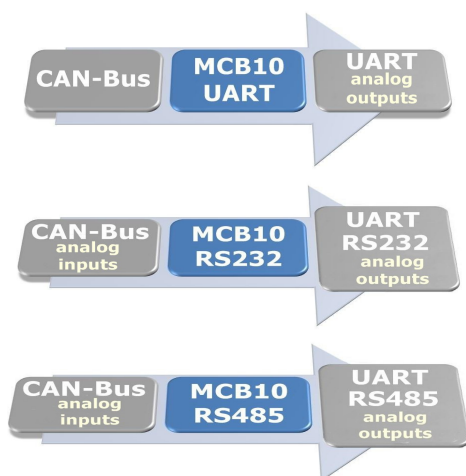 CAN-Bus
MCB10
UART
UART
analog
outputs
CAN-Bus
analog
inputs
MCB10
RS232
UART
RS232
analog
outputs
CAN-Bus
analog
inputs
MCB10
RS485
UART
RS485
analog
outputs